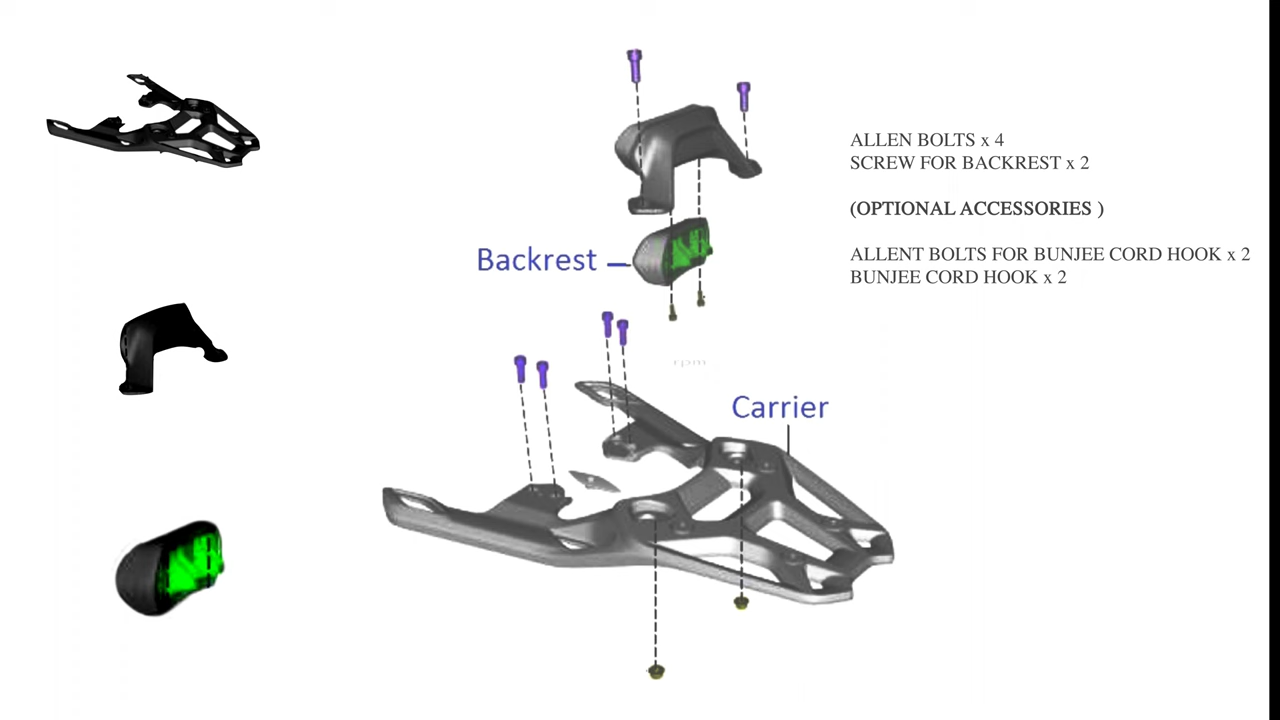 ALLEN BOLTS x 4
SCREW FOR BACKREST x 2
(OPTIONAL ACCESSORIES )
ALLENT BOLTS FOR BUNJEE CORD HOOK x 2
BUNJEE CORD HOOK x 2
Backrest
rpm
Carrier